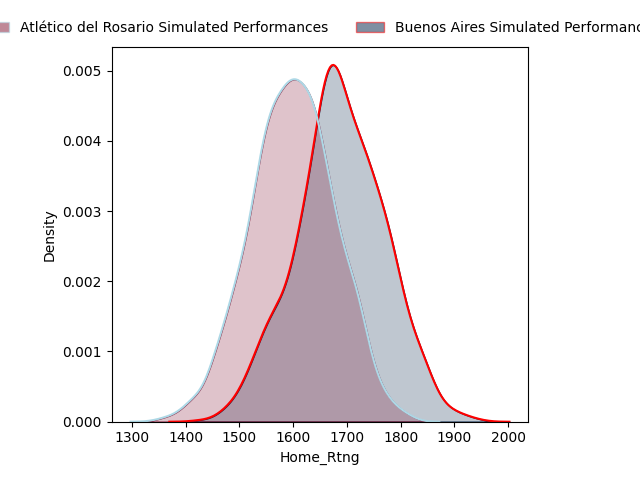 Atlético del Rosario Simulated Performances
Buenos Aires Simulated
0.005
0.004
0.003
0.002
0.001
0.000
Density
1300 1400 1500 1600 1700 1800 1900 2000
Home_Rtng